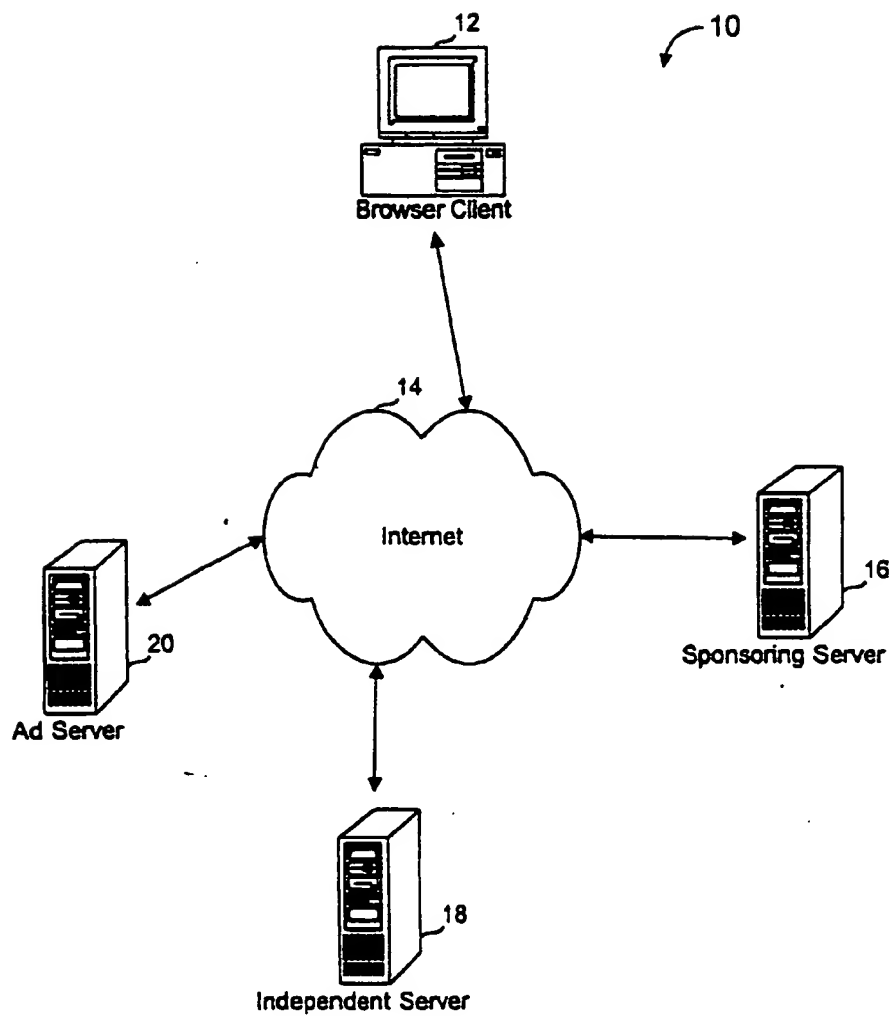 12
10
Browser Client
14
Internet
16
Sponsoring Server
20
Ad Server
18
Independent Server